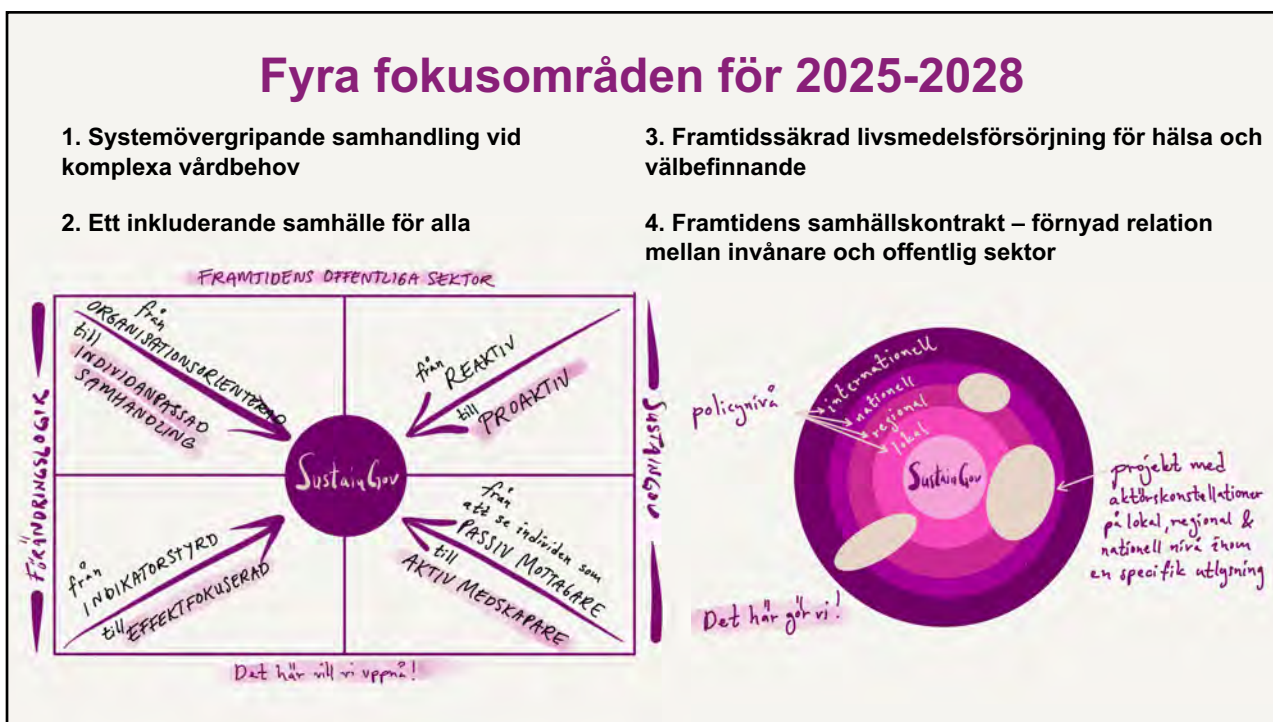 Fyra fokusområden för 2025-2028
1. Systemövergripande samhandling vid
komplexa vårdbehov
2. Ett inkluderande samhälle för alla
3. Framtidssäkrad livsmedelsförsörjning för hälsa och
välbefinnande
4. Framtidens samhällskontrakt – förnyad relation
mellan invånare och offentlig sektor
FRAMTIDENS OFFENTLIGA SEKTOR
FÖRÄNDRINGSLOGIK
från
ORGANISATIONSORIENTERAD
till
INDIVIDANPASSAD
SAMHANDLING
från REAKTIV
till PROAKTIV
SustainGov
från
INDIKATORSTYRD
till EFFEKTFOKUSERAD
från
att se individen som
PASSIV MOTTAGARE
till
AKTIV MEDSKAPARE
SUSTAINGOV
Det här vill vi uppnå!
policynivå
internationell
nationell
regional
lokal
SustainGov
projekt med
aktörskonstellationer
på lokal, regional &
nationell nivå inom
en specifik utlysning
Det här gör vi!